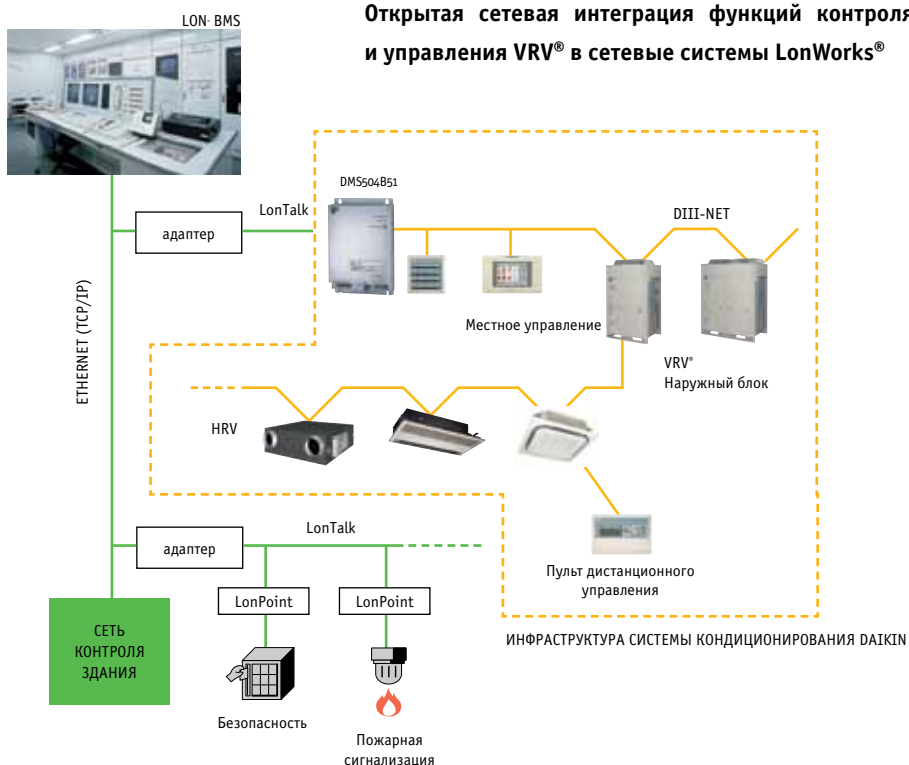 LON· BMS
Открытая сетевая интеграция функций контроля
и управления VRV® в сетевые системы LonWorks®
DMS504B51
LonTalk
адаптер
DIII-NET
ETHERNET (TCP/IP)
Местное управление
VRV®
Наружный блок
HRV
LonTalk
адаптер
Пульт дистанционного
управления
LonPoint
LonPoint
СЕТЬ
КОНТРОЛЯ
ЗДАНИЯ
ИНФРАСТРУКТУРА СИСТЕМЫ КОНДИЦИОНИРОВАНИЯ DAIKIN
Безопасность
Пожарная
сигнализация